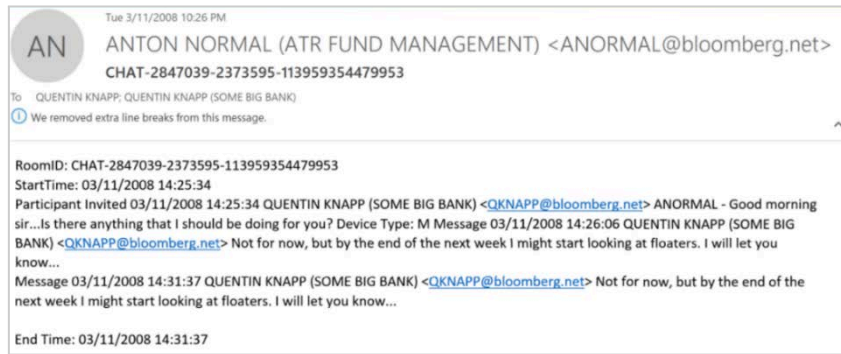 Tue 3/11/2008 10:26 PM
AN
ANTON NORMAL (ATR FUND MANAGEMENT) <ANORMAL@bloomberg.net>
CHAT-2847039-2373595-113959354479953
To QUENTIN KNAPP; QUENTIN KNAPP (SOME BIG BANK)
We removed extra line breaks from this message.
RoomID: CHAT-2847039-2373595-113959354479953
StartTime: 03/11/2008 14:25:34
Participant Invited 03/11/2008 14:25:34 QUENTIN KNAPP (SOME BIG BANK) <QKNAPP@bloomberg.net> ANORMAL - Good morning
sir...Is there anything that I should be doing for you? Device Type: M Message 03/11/2008 14:26:06 QUENTIN KNAPP (SOME BIG
BANK) <QKNAPP@bloomberg.net> Not for now, but by the end of the next week I might start looking at floaters. I will let you
know...
Message 03/11/2008 14:31:37 QUENTIN KNAPP (SOME BIG BANK) <QKNAPP@bloomberg.net> Not for now, but by the end of the
next week I might start looking at floaters. I will let you know...
End Time: 03/11/2008 14:31:37